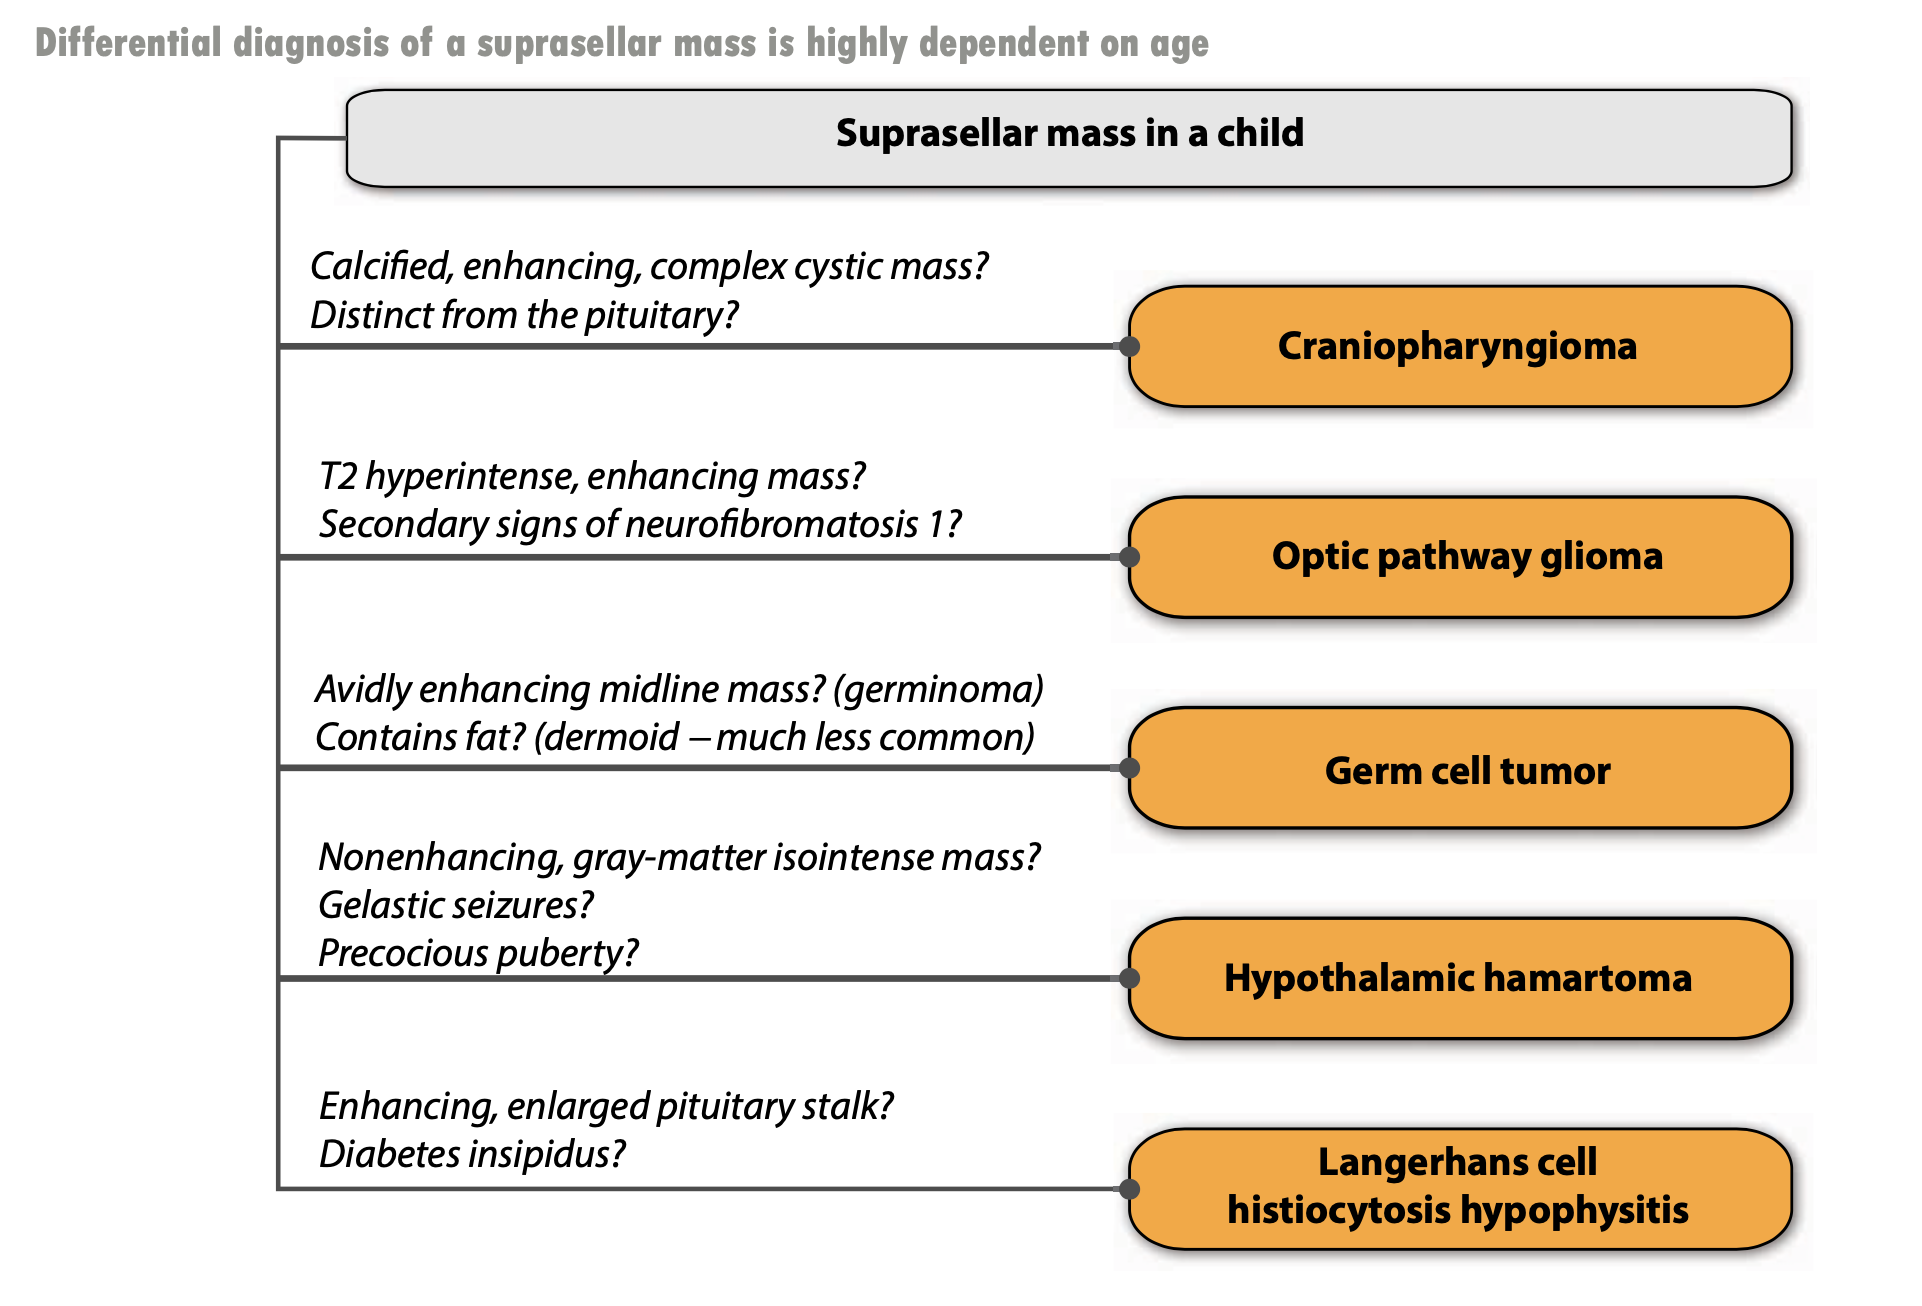 Differential diagnosis of a suprasellar mass is highly dependent on age
Suprasellar mass in a child
Calcified, enhancing, complex cystic mass?
Distinct from the pituitary?
Craniopharyngioma
T2 hyperintense, enhancing mass?
Secondary signs of neurofibromatosis 1?
Optic pathway glioma
Avidly enhancing midline mass? (germinoma)
Contains fat? (dermoid – much less common)
Germ cell tumor
Nonenhancing, gray-matter isointense mass?
Gelastic seizures?
Precocious puberty?
Hypothalamic hamartoma
Enhancing, enlarged pituitary stalk?
Diabetes insipidus?
Langerhans cell
histiocytosis hypophysitis